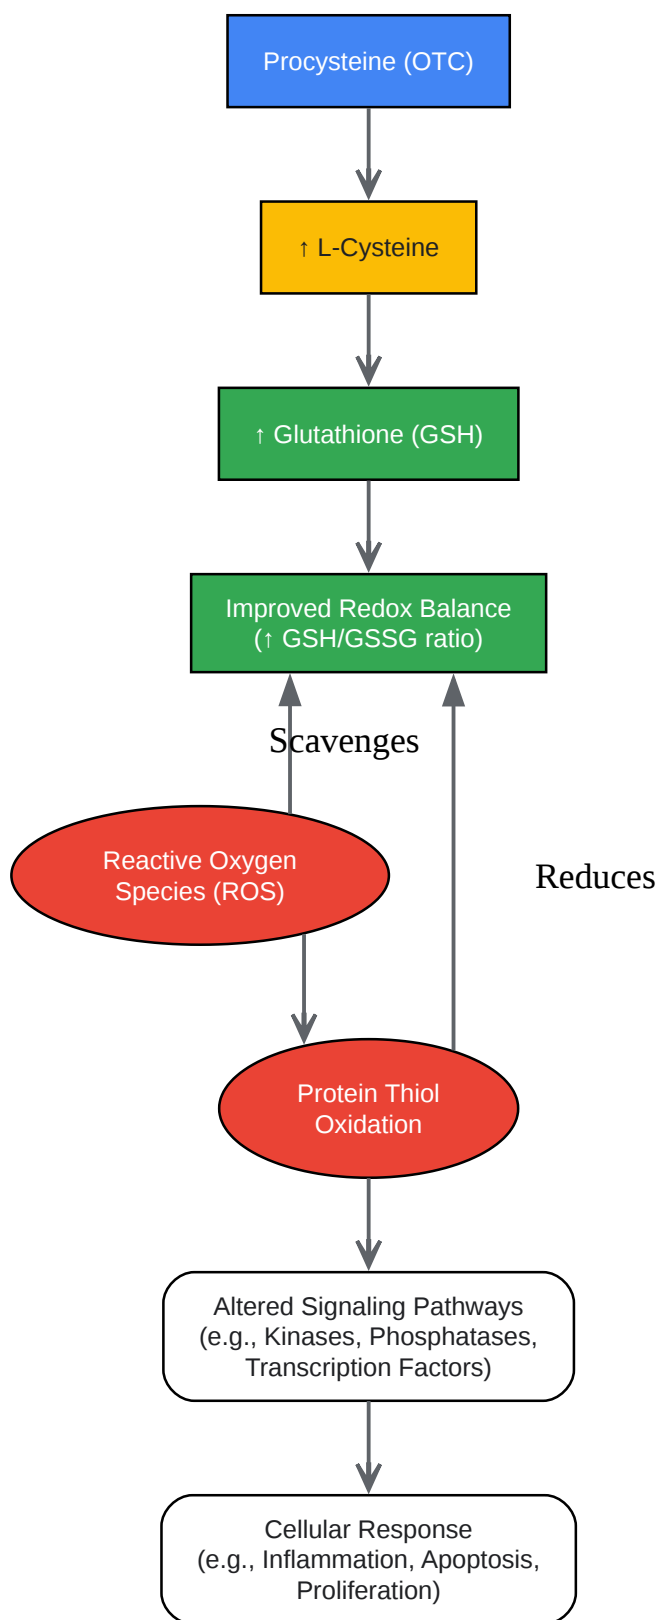 Procysteine (OTC)
↑ L-Cysteine
↑ Glutathione (GSH)
Improved Redox Balance
(↑ GSH/GSSG ratio)
Scavenges
Reactive Oxygen
Species (ROS)
Reduces
Protein Thiol
Oxidation
Altered Signaling Pathways
(e.g., Kinases, Phosphatases,
Transcription Factors)
Cellular Response
(e.g., Inflammation, Apoptosis,
Proliferation)